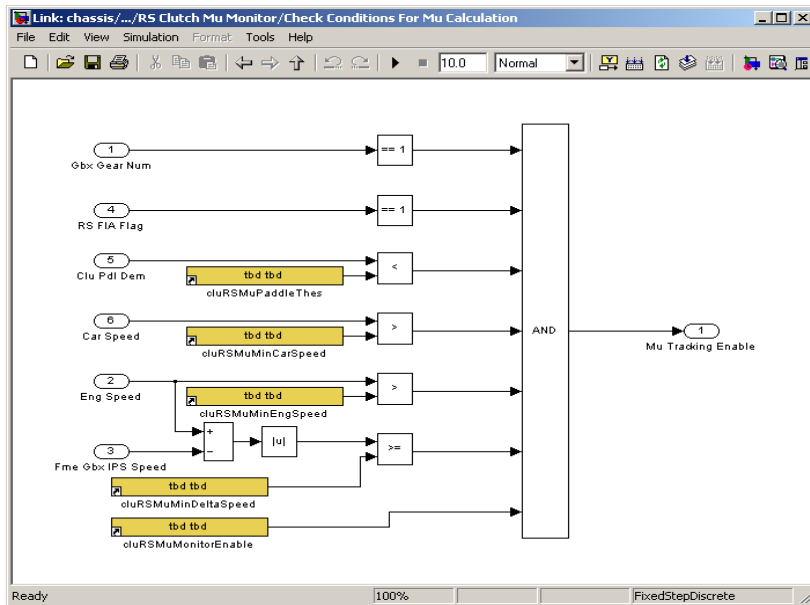 Link: chassis/.../RS Clutch Mu Monitor/Check Conditions For Mu Calculation
File Edit View Simulation Format Tools Help
10.0 Normal
1
== 1
Gbx Gear Num
4
== 1
RS FIA Flag
5
<
Clu Pdl Dem
tbd tbd
cluRSMuPaddleThes
6
>
Car Speed
tbd tbd
cluRSMuMinCarSpeed
AND
1
Mu Tracking Enable
2
>
Eng Speed
tbd tbd
cluRSMuMinEngSpeed
+
−
|u|
>=
3
Fme Gbx IPS Speed
tbd tbd
cluRSMuMinDeltaSpeed
tbd tbd
cluRSMuMonitorEnable
Ready 100% FixedStepDiscrete